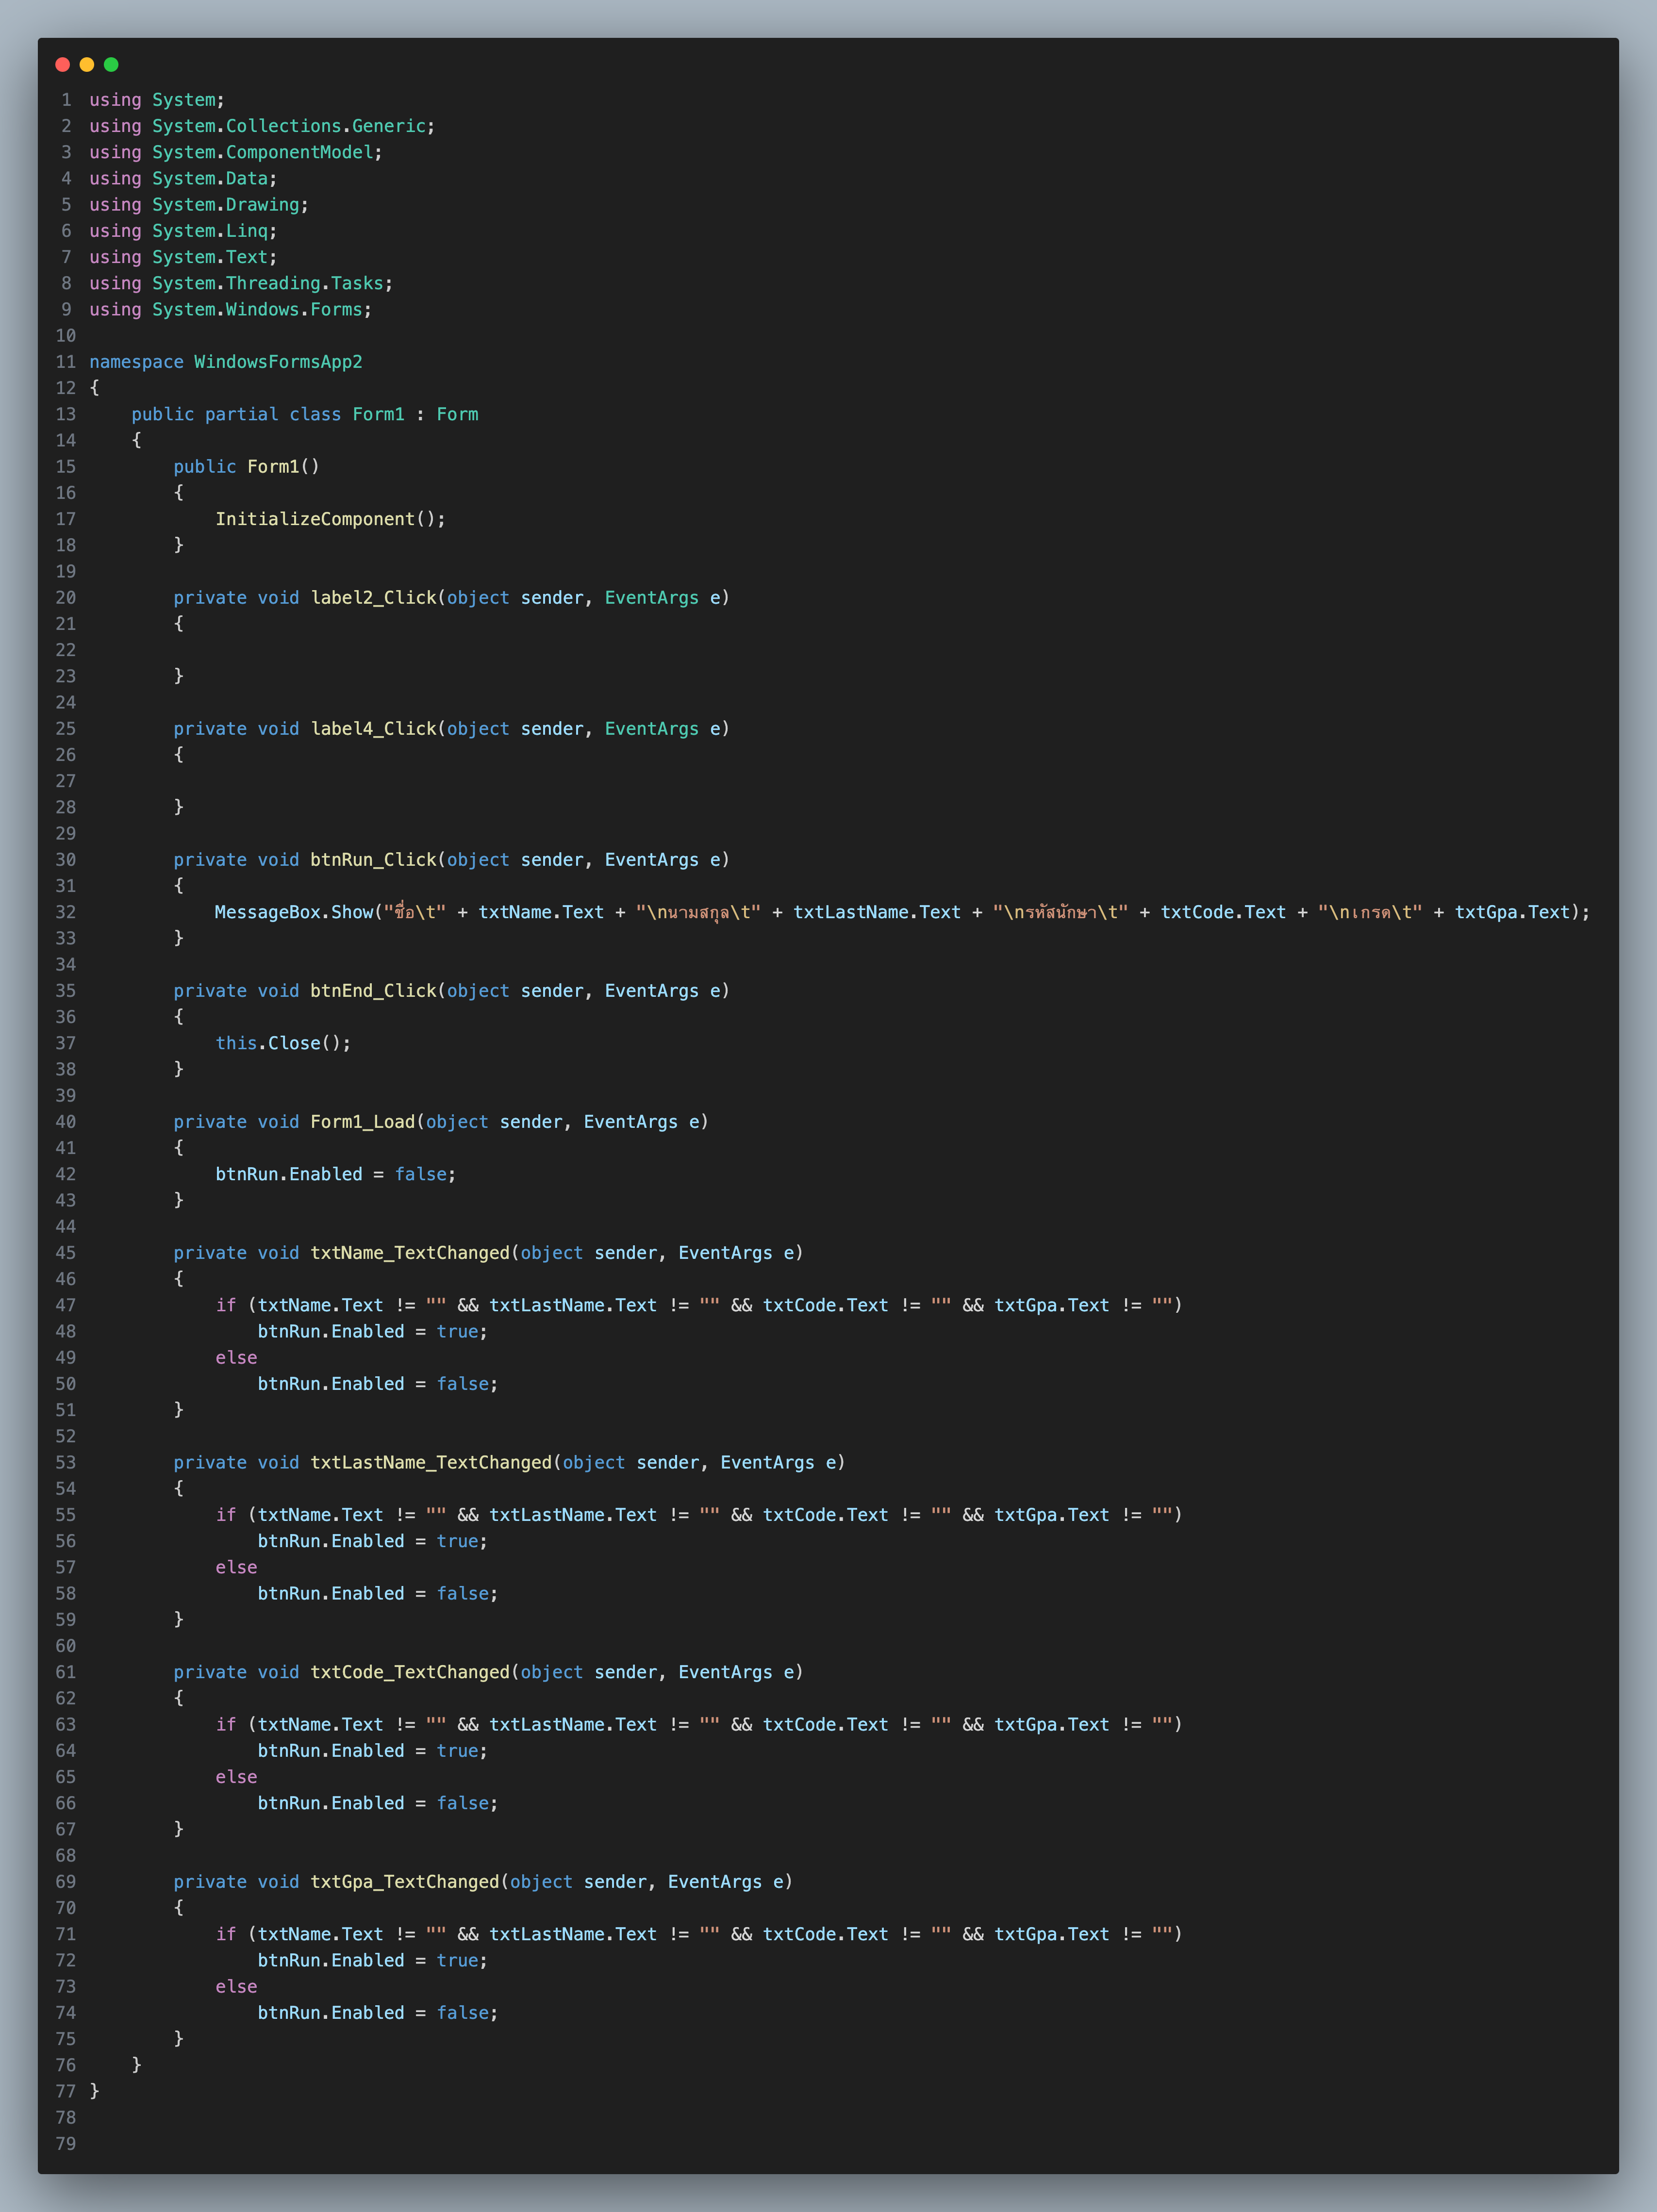 1 using System;
2 using System.Collections.Generic;
3 using System.ComponentModel;
4 using System.Data;
5 using System.Drawing;
6 using System.Linq;
7 using System.Text;
8 using System.Threading.Tasks;
9 using System.Windows.Forms;
10
11 namespace WindowsFormsApp2
12 {
13     public partial class Form1 : Form
14     {
15         public Form1()
16         {
17             InitializeComponent();
18         }
19
20         private void label2_Click(object sender, EventArgs e)
21         {
22
23         }
24
25         private void label4_Click(object sender, EventArgs e)
26         {
27
28         }
29
30         private void btnRun_Click(object sender, EventArgs e)
31         {
32             MessageBox.Show("ชื่อ\t" + txtName.Text + "\nนามสกุล\t" + txtLastName.Text + "\nรหัสนักษา\t" + txtCode.Text + "\nเกรด\t" + txtGpa.Text);
33         }
34
35         private void btnEnd_Click(object sender, EventArgs e)
36         {
37             this.Close();
38         }
39
40         private void Form1_Load(object sender, EventArgs e)
41         {
42             btnRun.Enabled = false;
43         }
44
45         private void txtName_TextChanged(object sender, EventArgs e)
46         {
47             if (txtName.Text != "" && txtLastName.Text != "" && txtCode.Text != "" && txtGpa.Text != "")
48                 btnRun.Enabled = true;
49             else
50                 btnRun.Enabled = false;
51         }
52
53         private void txtLastName_TextChanged(object sender, EventArgs e)
54         {
55             if (txtName.Text != "" && txtLastName.Text != "" && txtCode.Text != "" && txtGpa.Text != "")
56                 btnRun.Enabled = true;
57             else
58                 btnRun.Enabled = false;
59         }
60
61         private void txtCode_TextChanged(object sender, EventArgs e)
62         {
63             if (txtName.Text != "" && txtLastName.Text != "" && txtCode.Text != "" && txtGpa.Text != "")
64                 btnRun.Enabled = true;
65             else
66                 btnRun.Enabled = false;
67         }
68
69         private void txtGpa_TextChanged(object sender, EventArgs e)
70         {
71             if (txtName.Text != "" && txtLastName.Text != "" && txtCode.Text != "" && txtGpa.Text != "")
72                 btnRun.Enabled = true;
73             else
74                 btnRun.Enabled = false;
75         }
76     }
77 }
78
79